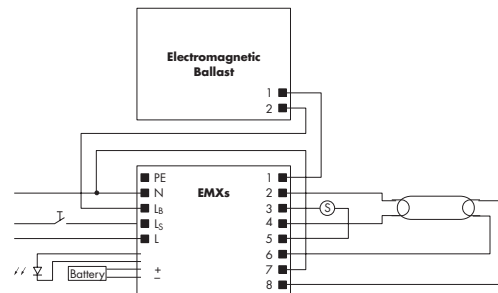 Electromagnetic
Ballast
1
2
PE
N
LB
LS
L
+
–
EMXs
1
2
3
4
5
6
7
8
S
Battery